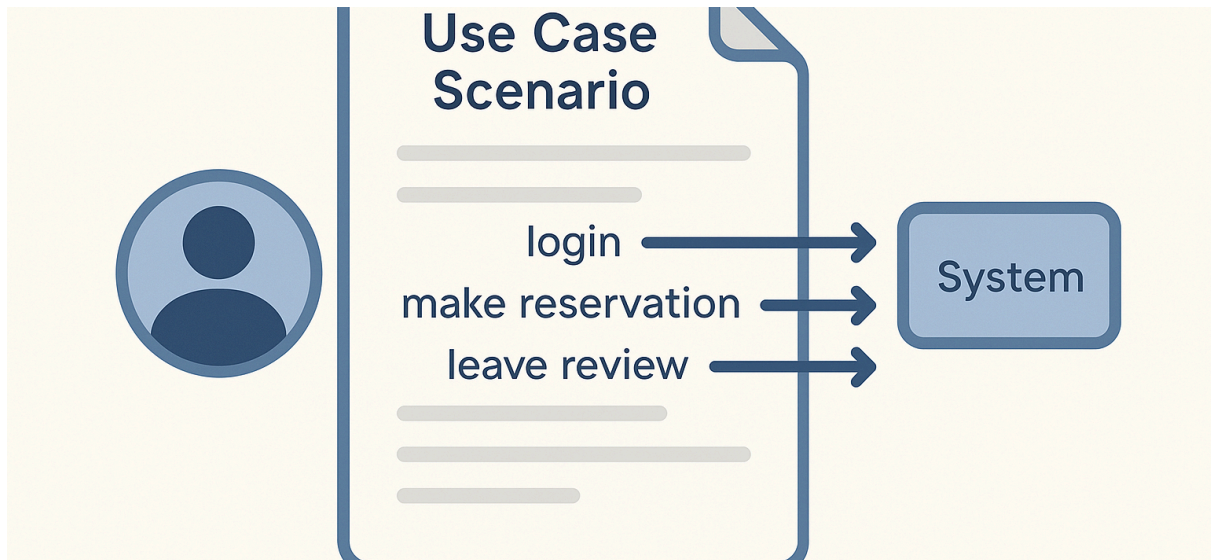 Use Case
Scenario
login
make reservation
leave review
System